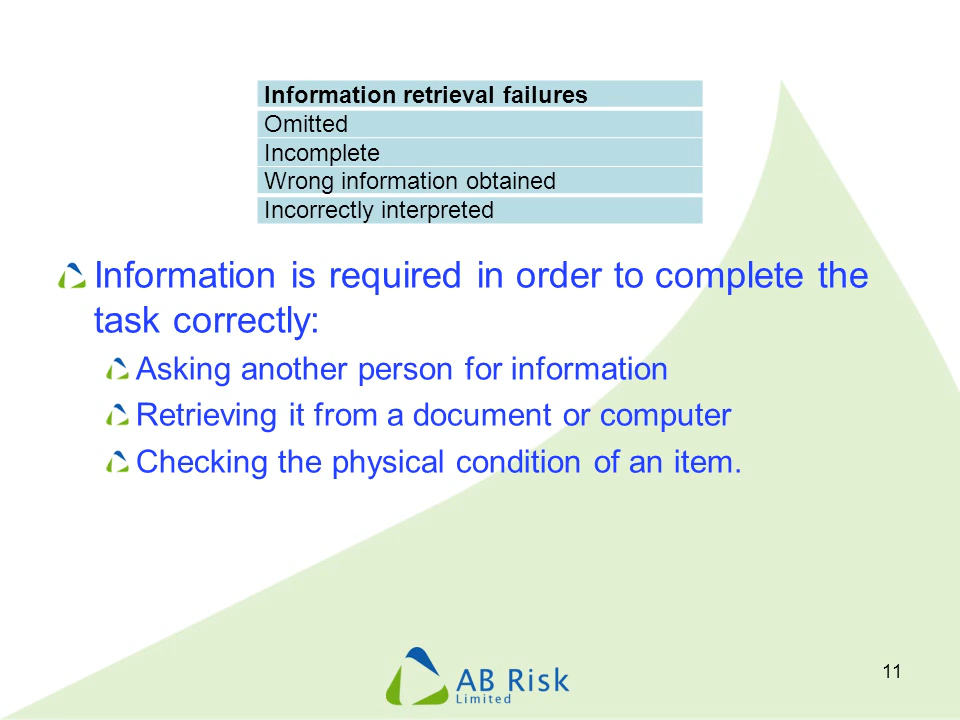 Information retrieval failures
Omitted
Incomplete
Wrong information obtained
Incorrectly interpreted
Information is required in order to complete the
task correctly:
Asking another person for information
Retrieving it from a document or computer
Checking the physical condition of an item.
AB Risk
Limited
11